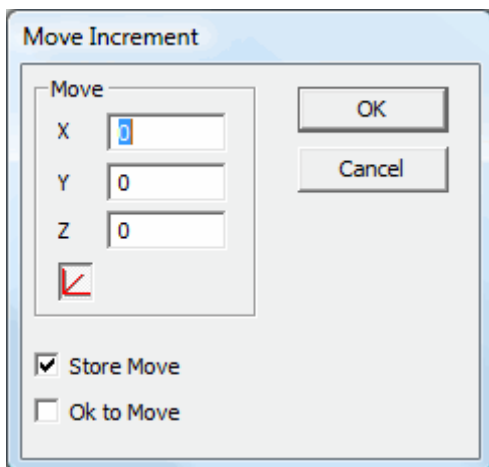 Move Increment
Move
X 0
OK
Y 0
Cancel
Z 0
Store Move
Ok to Move